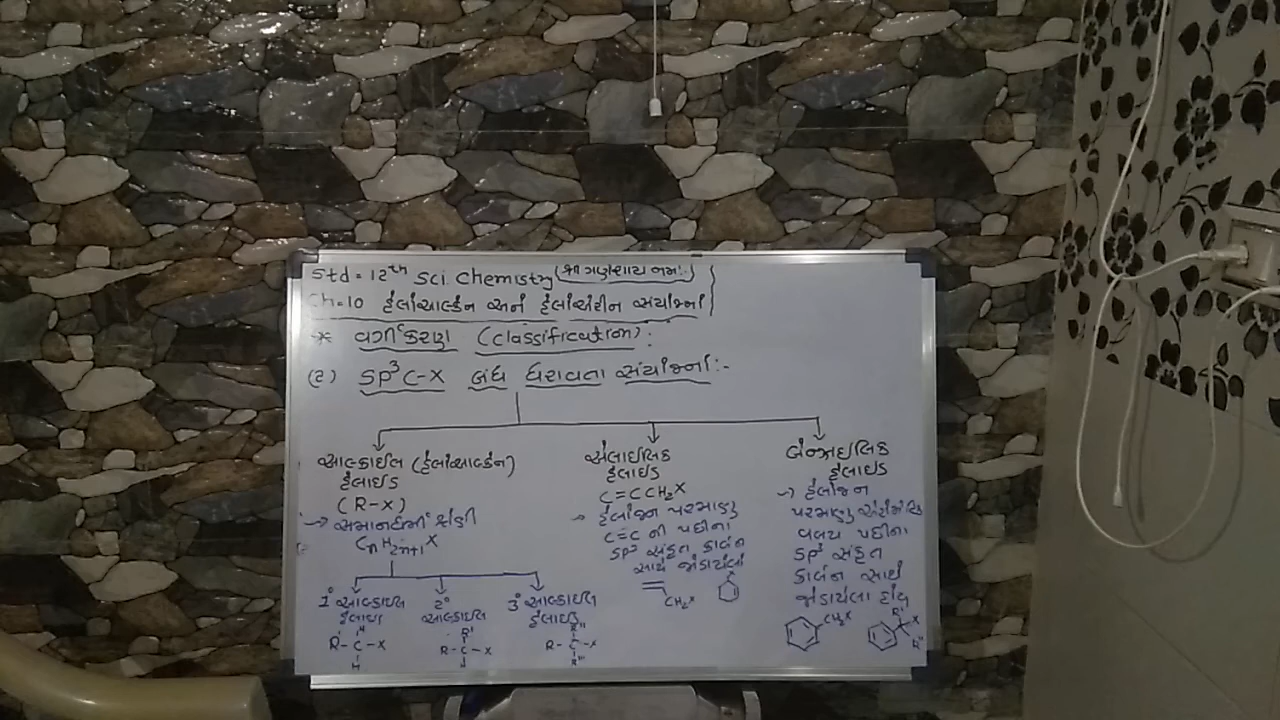 Std = 12th Sci Chemistry (શ્રી ગણેશાય નમઃ)
CH=10 હેલોઆલ્કેન અને હેલોએરીન સંયોજનો
* વર્ગીકરણ (Classification):
(૨) SP³ C-X બંધ ધરાવતા સંયોજનો:-
આલ્કાઈલ (હેલોઆલ્કેન)
હેલાઈડ
(R-X)
→ સમાનધર્મી શ્રેણી
CnH2n+1X
1° આલ્કાઈલ
હેલાઈડ
R-C-X
H
H
2°
આલ્કાઈલ
R'
R-C-X
H
3° આલ્કાઈલ
હેલાઈડ
R''
R-C-X
R'''
એલાઈલિક
હેલાઈડ
C=CCH2X
→ હેલોજન પરમાણુ
C=C ની પછીના
SP³ સંકૃત કાર્બન
સાથે જોડાયેલો
CH2X
X
બેન્ઝાઈલિક
હેલાઈડ
→ હેલોજન
પરમાણુ એરોમેટિક
વલય પછીના
SP³ સંકૃત
કાર્બન સાથે
જોડાયેલા હોય
CH2X
R'
X
R''